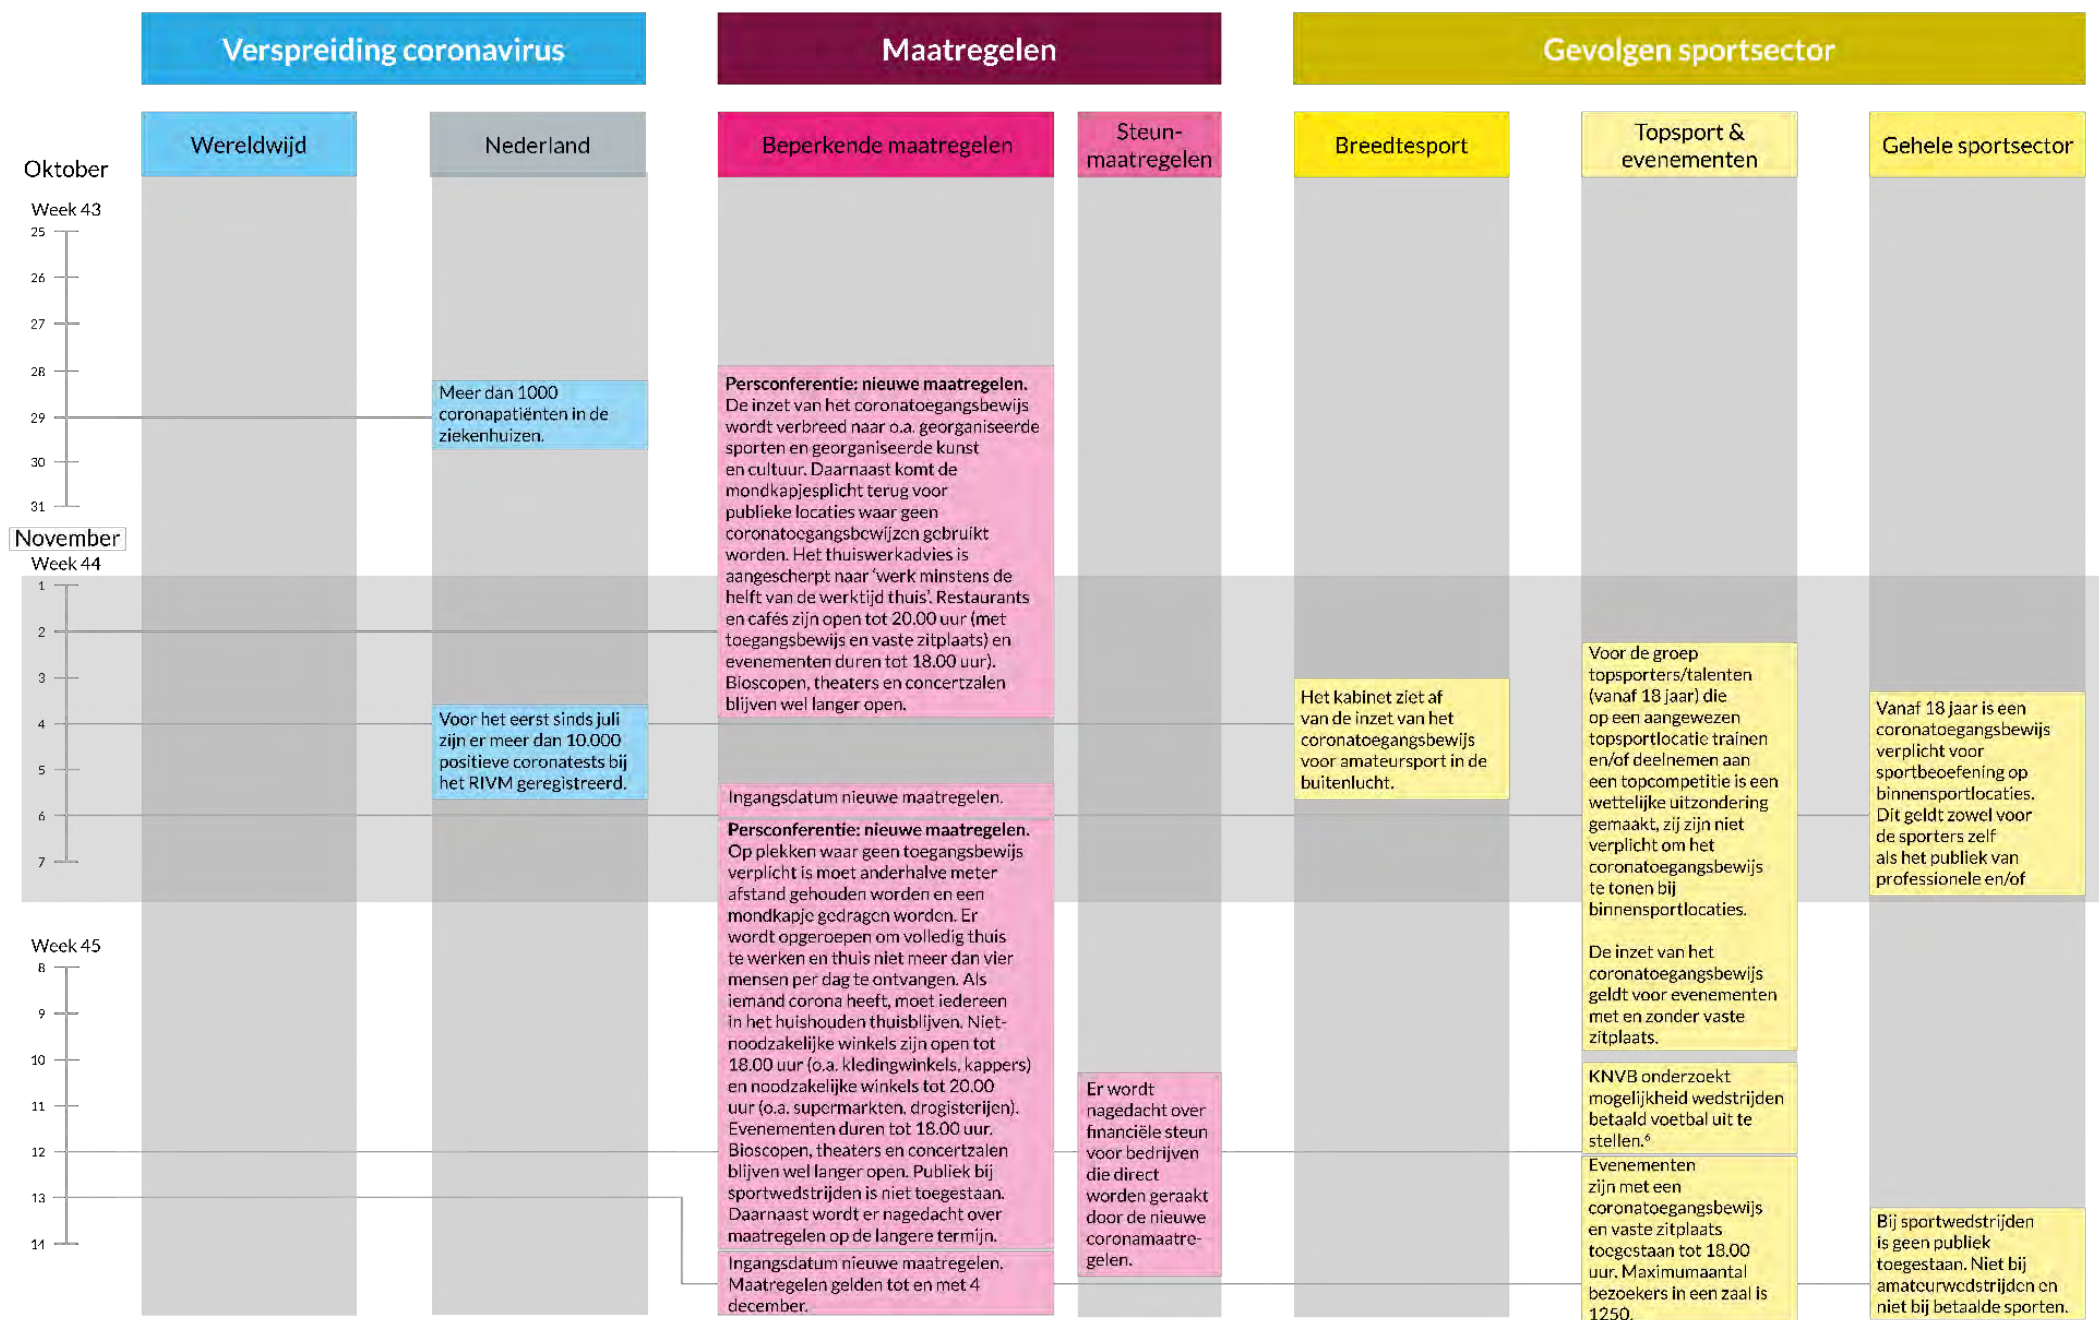 Verspreiding coronavirus
Maatregelen
Gevolgen sportsector
Wereldwijd
Nederland
Beperkende maatregelen
Steun-
maatregelen
Breedtesport
Topsport &
evenementen
Gehele sportsector
Oktober
Week 43
25
26
27
28
29
30
31
November
Week 44
1
2
3
4
5
6
7
Week 45
8
9
10
11
12
13
14
Meer dan 1000
coronapatiënten in de
ziekenhuizen.
Voor het eerst sinds juli
zijn er meer dan 10.000
positieve coronatests bij
het RIVM geregistreerd.
Persconferentie: nieuwe maatregelen.
De inzet van het coronatoegangsbewijs
wordt verbreed naar o.a. georganiseerde
sporten en georganiseerde kunst
en cultuur. Daarnaast komt de
mondkapjesplicht terug voor
publieke locaties waar geen
coronatoegangsbewijzen gebruikt
worden. Het thuiswerkadvies is
aangescherpt naar ‘werk minstens de
helft van de werktijd thuis’. Restaurants
en cafés zijn open tot 20.00 uur (met
toegangsbewijs en vaste zitplaats) en
evenementen duren tot 18.00 uur).
Bioscopen, theaters en concertzalen
blijven wel langer open.
Ingangsdatum nieuwe maatregelen.
Persconferentie: nieuwe maatregelen.
Op plekken waar geen toegangsbewijs
verplicht is moet anderhalve meter
afstand gehouden worden en een
mondkapje gedragen worden. Er
wordt opgeroepen om volledig thuis
te werken en thuis niet meer dan vier
mensen per dag te ontvangen. Als
iemand corona heeft, moet iedereen
in het huishouden thuisblijven. Niet-
noodzakelijke winkels zijn open tot
18.00 uur (o.a. kledingwinkels, kappers)
en noodzakelijke winkels tot 20.00
uur (o.a. supermarkten, drogisterijen).
Evenementen duren tot 18.00 uur.
Bioscopen, theaters en concertzalen
blijven wel langer open. Publiek bij
sportwedstrijden is niet toegestaan.
Daarnaast wordt er nagedacht over
maatregelen op de langere termijn.
Ingangsdatum nieuwe maatregelen.
Maatregelen gelden tot en met 4
december.
Er wordt
nagedacht over
financiële steun
voor bedrijven
die direct
worden geraakt
door de nieuwe
coronamaatre-
gelen.
Het kabinet ziet af
van de inzet van het
coronatoegangsbewijs
voor amateursport in de
buitenlucht.
Voor de groep
topsporters/talenten
(vanaf 18 jaar) die
op een aangewezen
topsportlocatie trainen
en/of deelnemen aan
een topcompetitie is een
wettelijke uitzondering
gemaakt, zij zijn niet
verplicht om het
coronatoegangsbewijs
te tonen bij
binnensportlocaties.
De inzet van het
coronatoegangsbewijs
geldt voor evenementen
met en zonder vaste
zitplaats.
KNVB onderzoekt
mogelijkheid wedstrijden
betaald voetbal uit te
stellen.⁶
Evenementen
zijn met een
coronatoegangsbewijs
en vaste zitplaats
toegestaan tot 18.00
uur. Maximumaantal
bezoekers in een zaal is
1250.
Vanaf 18 jaar is een
coronatoegangsbewijs
verplicht voor
sportbeoefening op
binnensportlocaties.
Dit geldt zowel voor
de sporters zelf
als het publiek van
professionele en/of
Bij sportwedstrijden
is geen publiek
toegestaan. Niet bij
amateurwedstrijden en
niet bij betaalde sporten.